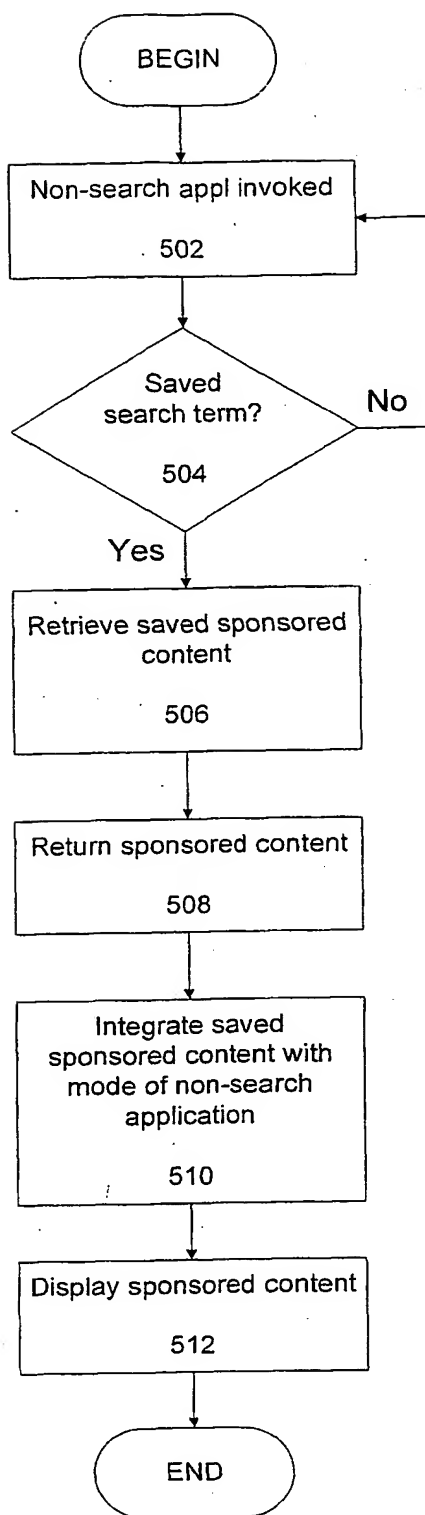 BEGIN
Non-search appl invoked
502
Saved
search term?
504
No
Yes
Retrieve saved sponsored
content
506
Return sponsored content
508
Integrate saved
sponsored content with
mode of non-search
application
510
Display sponsored content
512
END